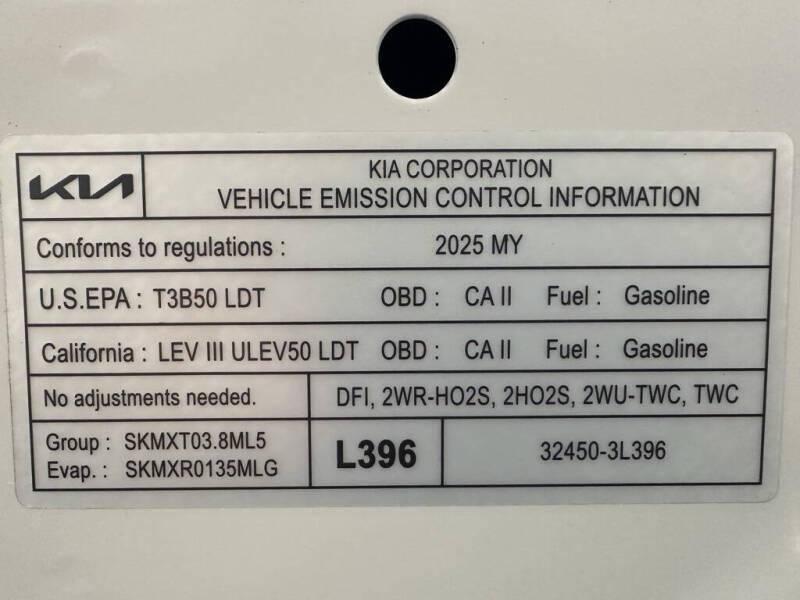 KIA
KIA CORPORATION
VEHICLE EMISSION CONTROL INFORMATION
Conforms to regulations : 2025 MY
U.S.EPA : T3B50 LDT OBD : CA II Fuel : Gasoline
California : LEV III ULEV50 LDT OBD : CA II Fuel : Gasoline
No adjustments needed. DFI, 2WR-HO2S, 2HO2S, 2WU-TWC, TWC
Group : SKMXT03.8ML5
Evap. : SKMXR0135MLG
L396
32450-3L396